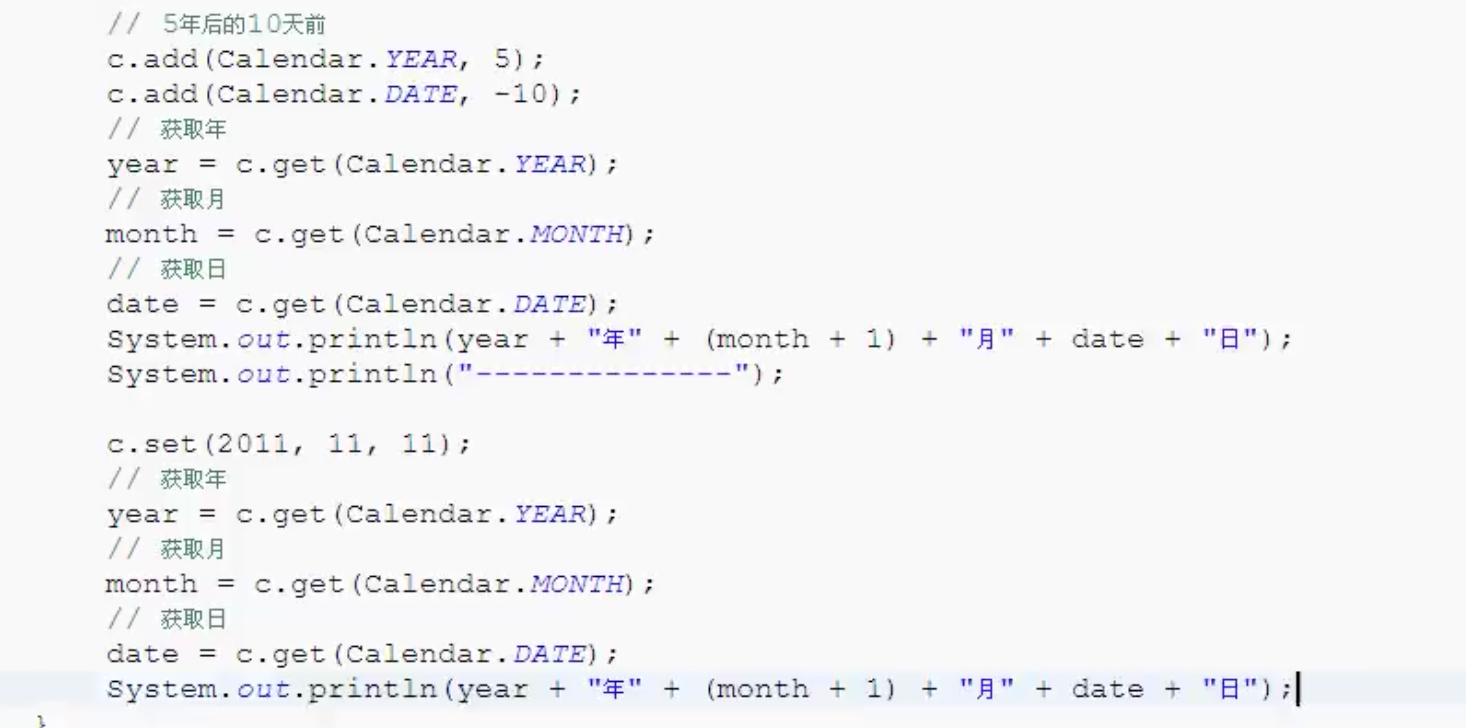 // 5年后的10天前
c.add(Calendar.YEAR, 5);
c.add(Calendar.DATE, -10);
// 获取年
year = c.get(Calendar.YEAR);
// 获取月
month = c.get(Calendar.MONTH);
// 获取日
date = c.get(Calendar.DATE);
System.out.println(year + "年" + (month + 1) + "月" + date + "日");
System.out.println("--------------");
c.set(2011, 11, 11);
// 获取年
year = c.get(Calendar.YEAR);
// 获取月
month = c.get(Calendar.MONTH);
// 获取日
date = c.get(Calendar.DATE);
System.out.println(year + "年" + (month + 1) + "月" + date + "日");
}